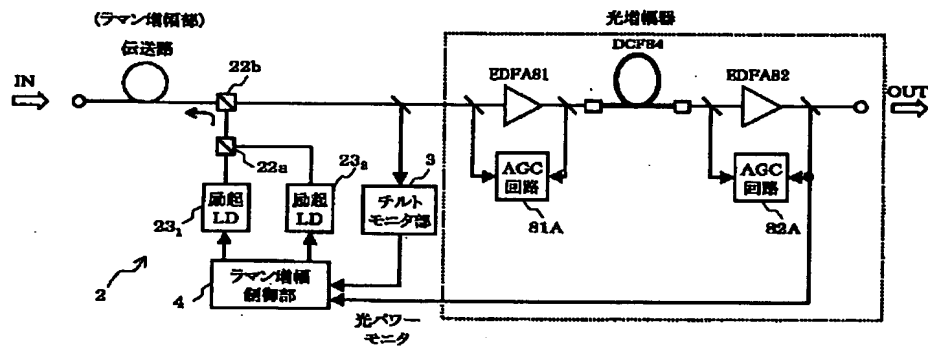 (ラマン増幅部)
伝送路
光増幅器
IN
22b
EDFA81
DCF84
EDFA82
OUT
22a
23₂
3
励起
LD
励起
LD
チルト
モニタ部
AGC
回路
AGC
回路
23₁
81A
82A
2
4
ラマン増幅
制御部
光パワー
モニタ